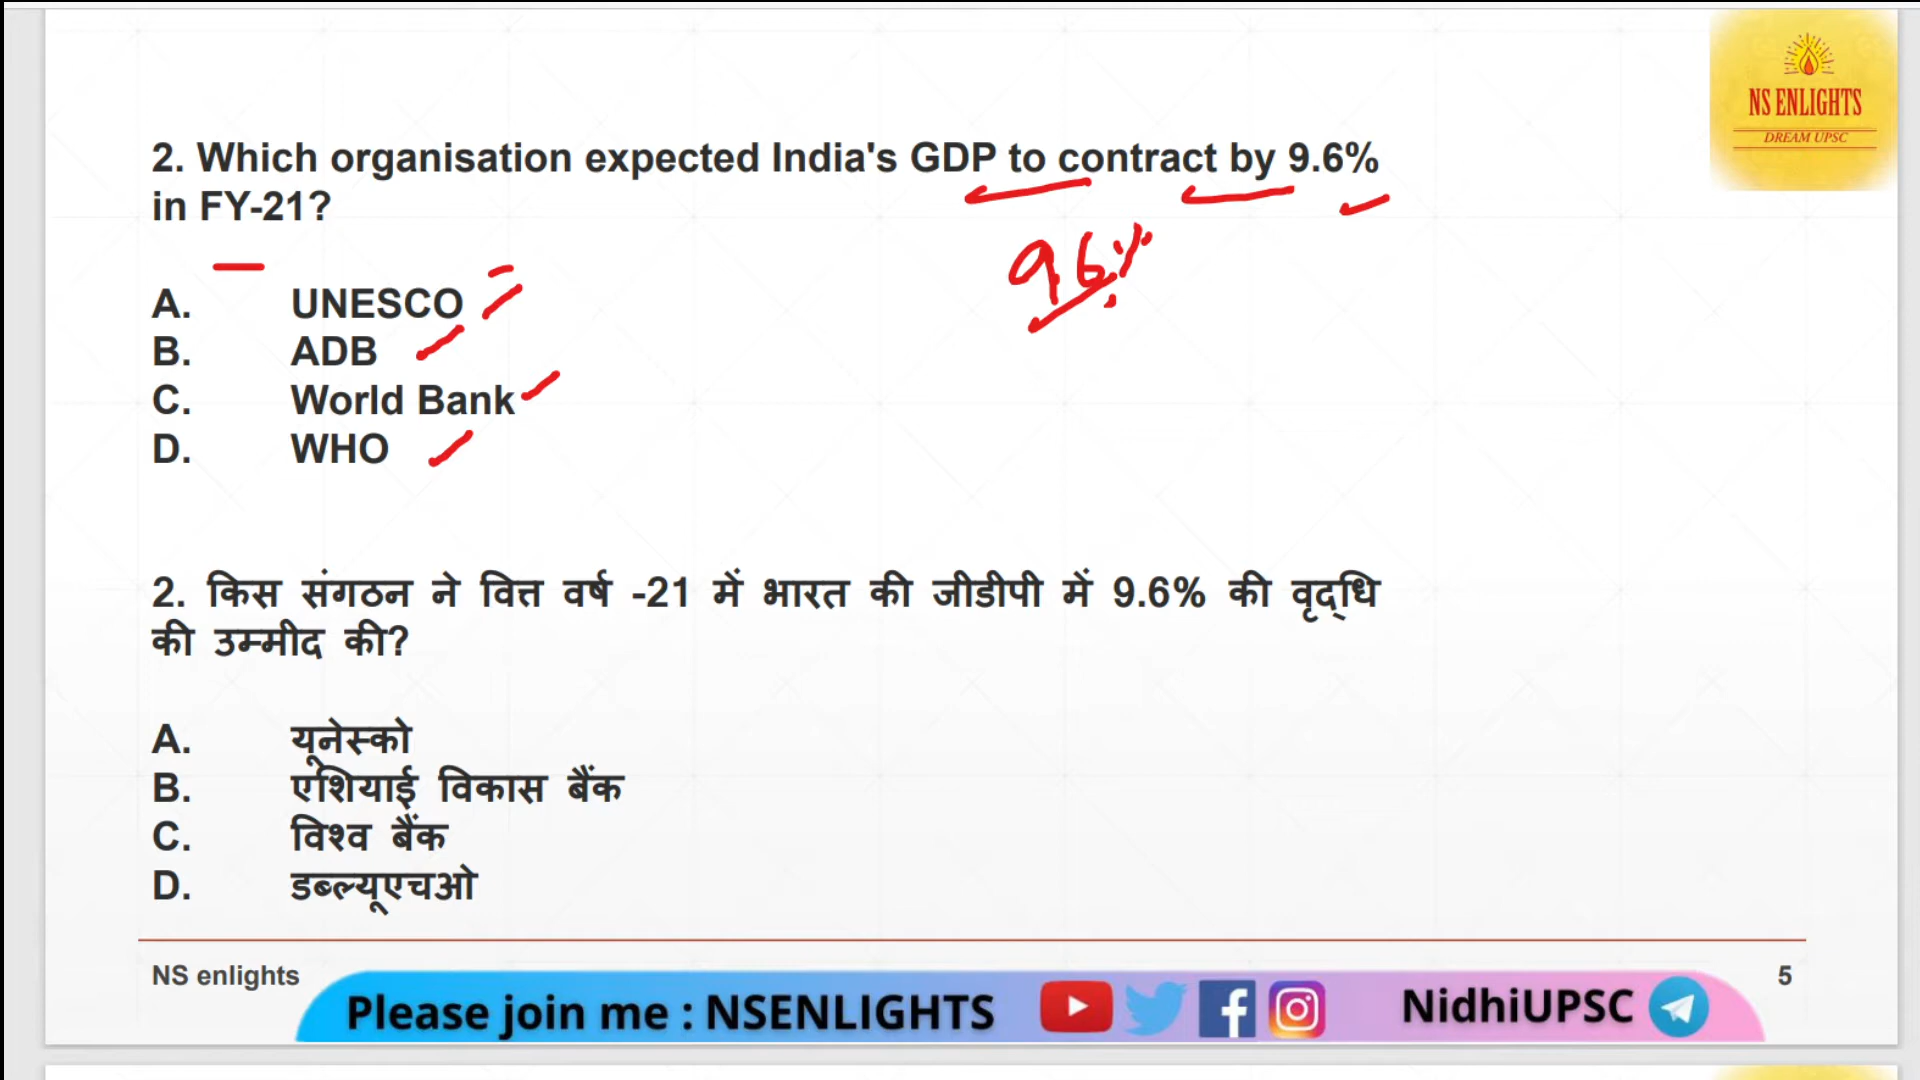 NS ENLIGHTS
DREAM UPSC
2. Which organisation expected India's GDP to contract by 9.6%
in FY-21?
9.6%
A. UNESCO
B. ADB
C. World Bank
D. WHO
2. किस संगठन ने वित्त वर्ष -21 में भारत की जीडीपी में 9.6% की वृद्धि
की उम्मीद की?
A. यूनेस्को
B. एशियाई विकास बैंक
C. विश्व बैंक
D. डब्ल्यूएचओ
NS enlights
5
Please join me : NSENLIGHTS
NidhiUPSC